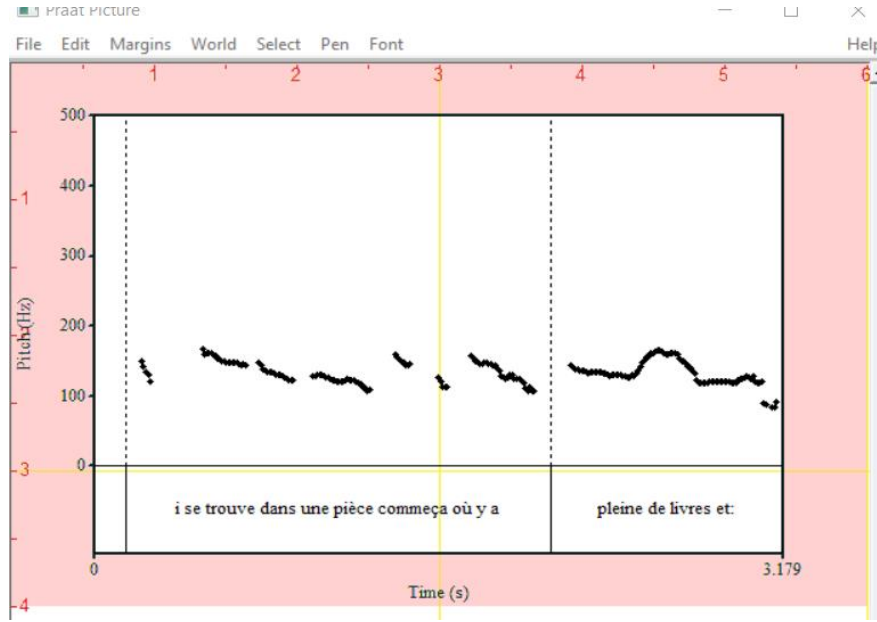 Praat Picture
File Edit Margins World Select Pen Font Help
1 2 3 4 5 6
500
400
1
300
Pitch (Hz)
200
100
0
3
i se trouve dans une pièce commeça où y a pleine de livres et:
0 3.179
Time (s)
4